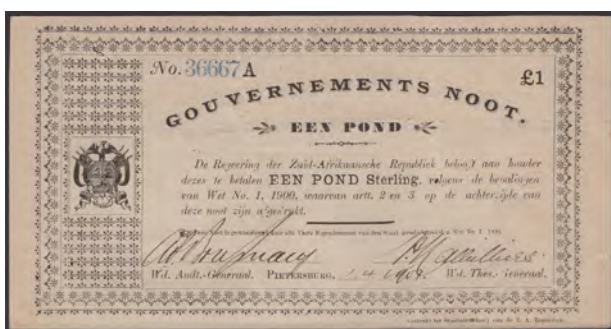 No. 36667 A
£1
GOUVERNEMENTS NOOT.
EEN POND
De Regeering der Zuid-Afrikaansche Republiek belooft aan houder
dezes te betalen EEN POND Sterling, volgens de bepalingen
van Wet No. 1, 1900, waarvan artt. 2 en 3 op de achterzijde van
deze noot zijn afgedrukt.
Wd. Audt.-Generaal. PIETERSBURG, Wd. Thes.-Generaal.